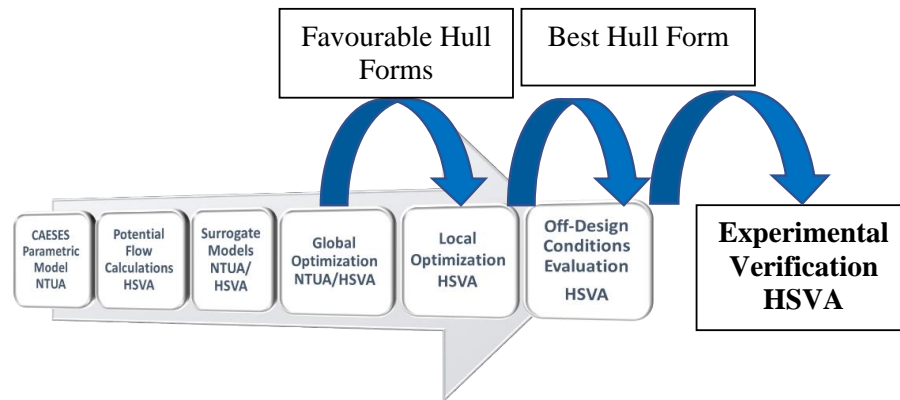 Favourable Hull
Forms
Best Hull Form
CAESES
Parametric
Model
NTUA
Potential
Flow
Calculations
HSVA
Surrogate
Models
NTUA/
HSVA
Global
Optimization
NTUA/HSVA
Local
Optimization
HSVA
Off-Design
Conditions
Evaluation
HSVA
Experimental
Verification
HSVA